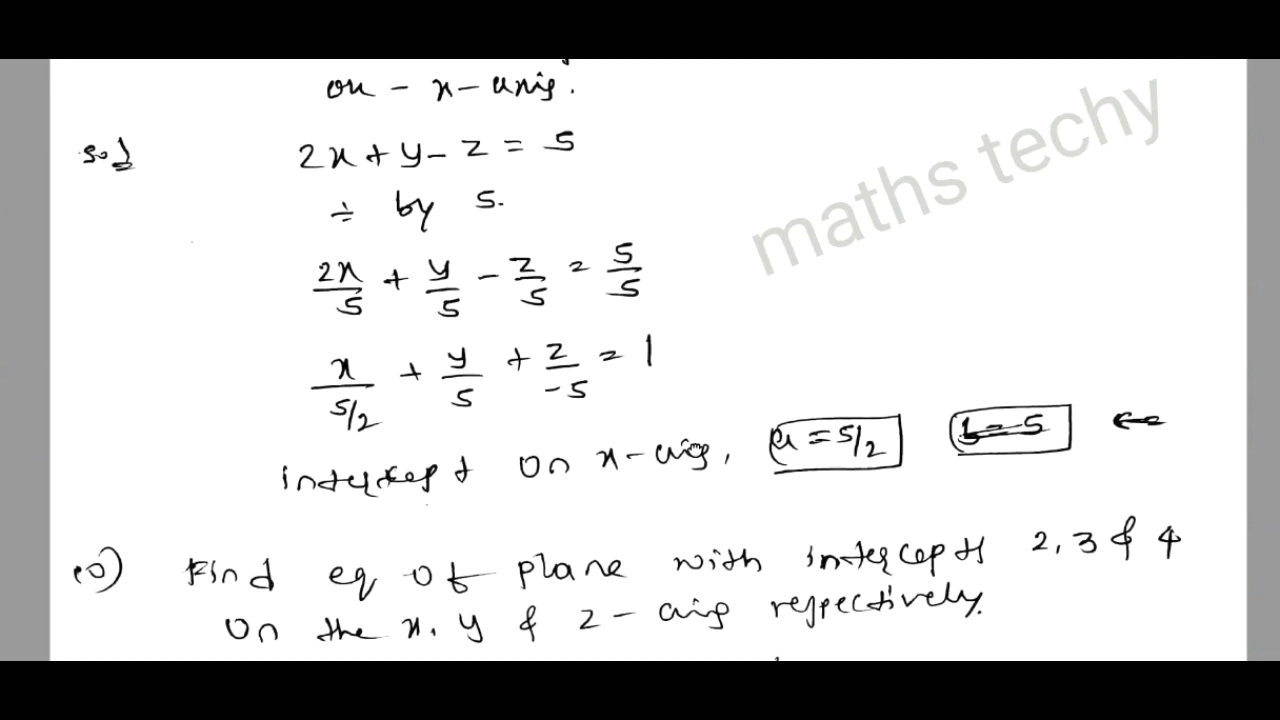 on - x - axis.
maths techy
Sol
2x + y - z = 5
÷ by 5.
2x/5 + y/5 - z/5 = 5/5
x/5/2 + y/5 + z/-5 = 1
intercept on x-axis, a = 5/2 b = 5 ←
10) Find eq of plane with intercepts 2, 3 & 4
on the x, y & z - axis respectively.